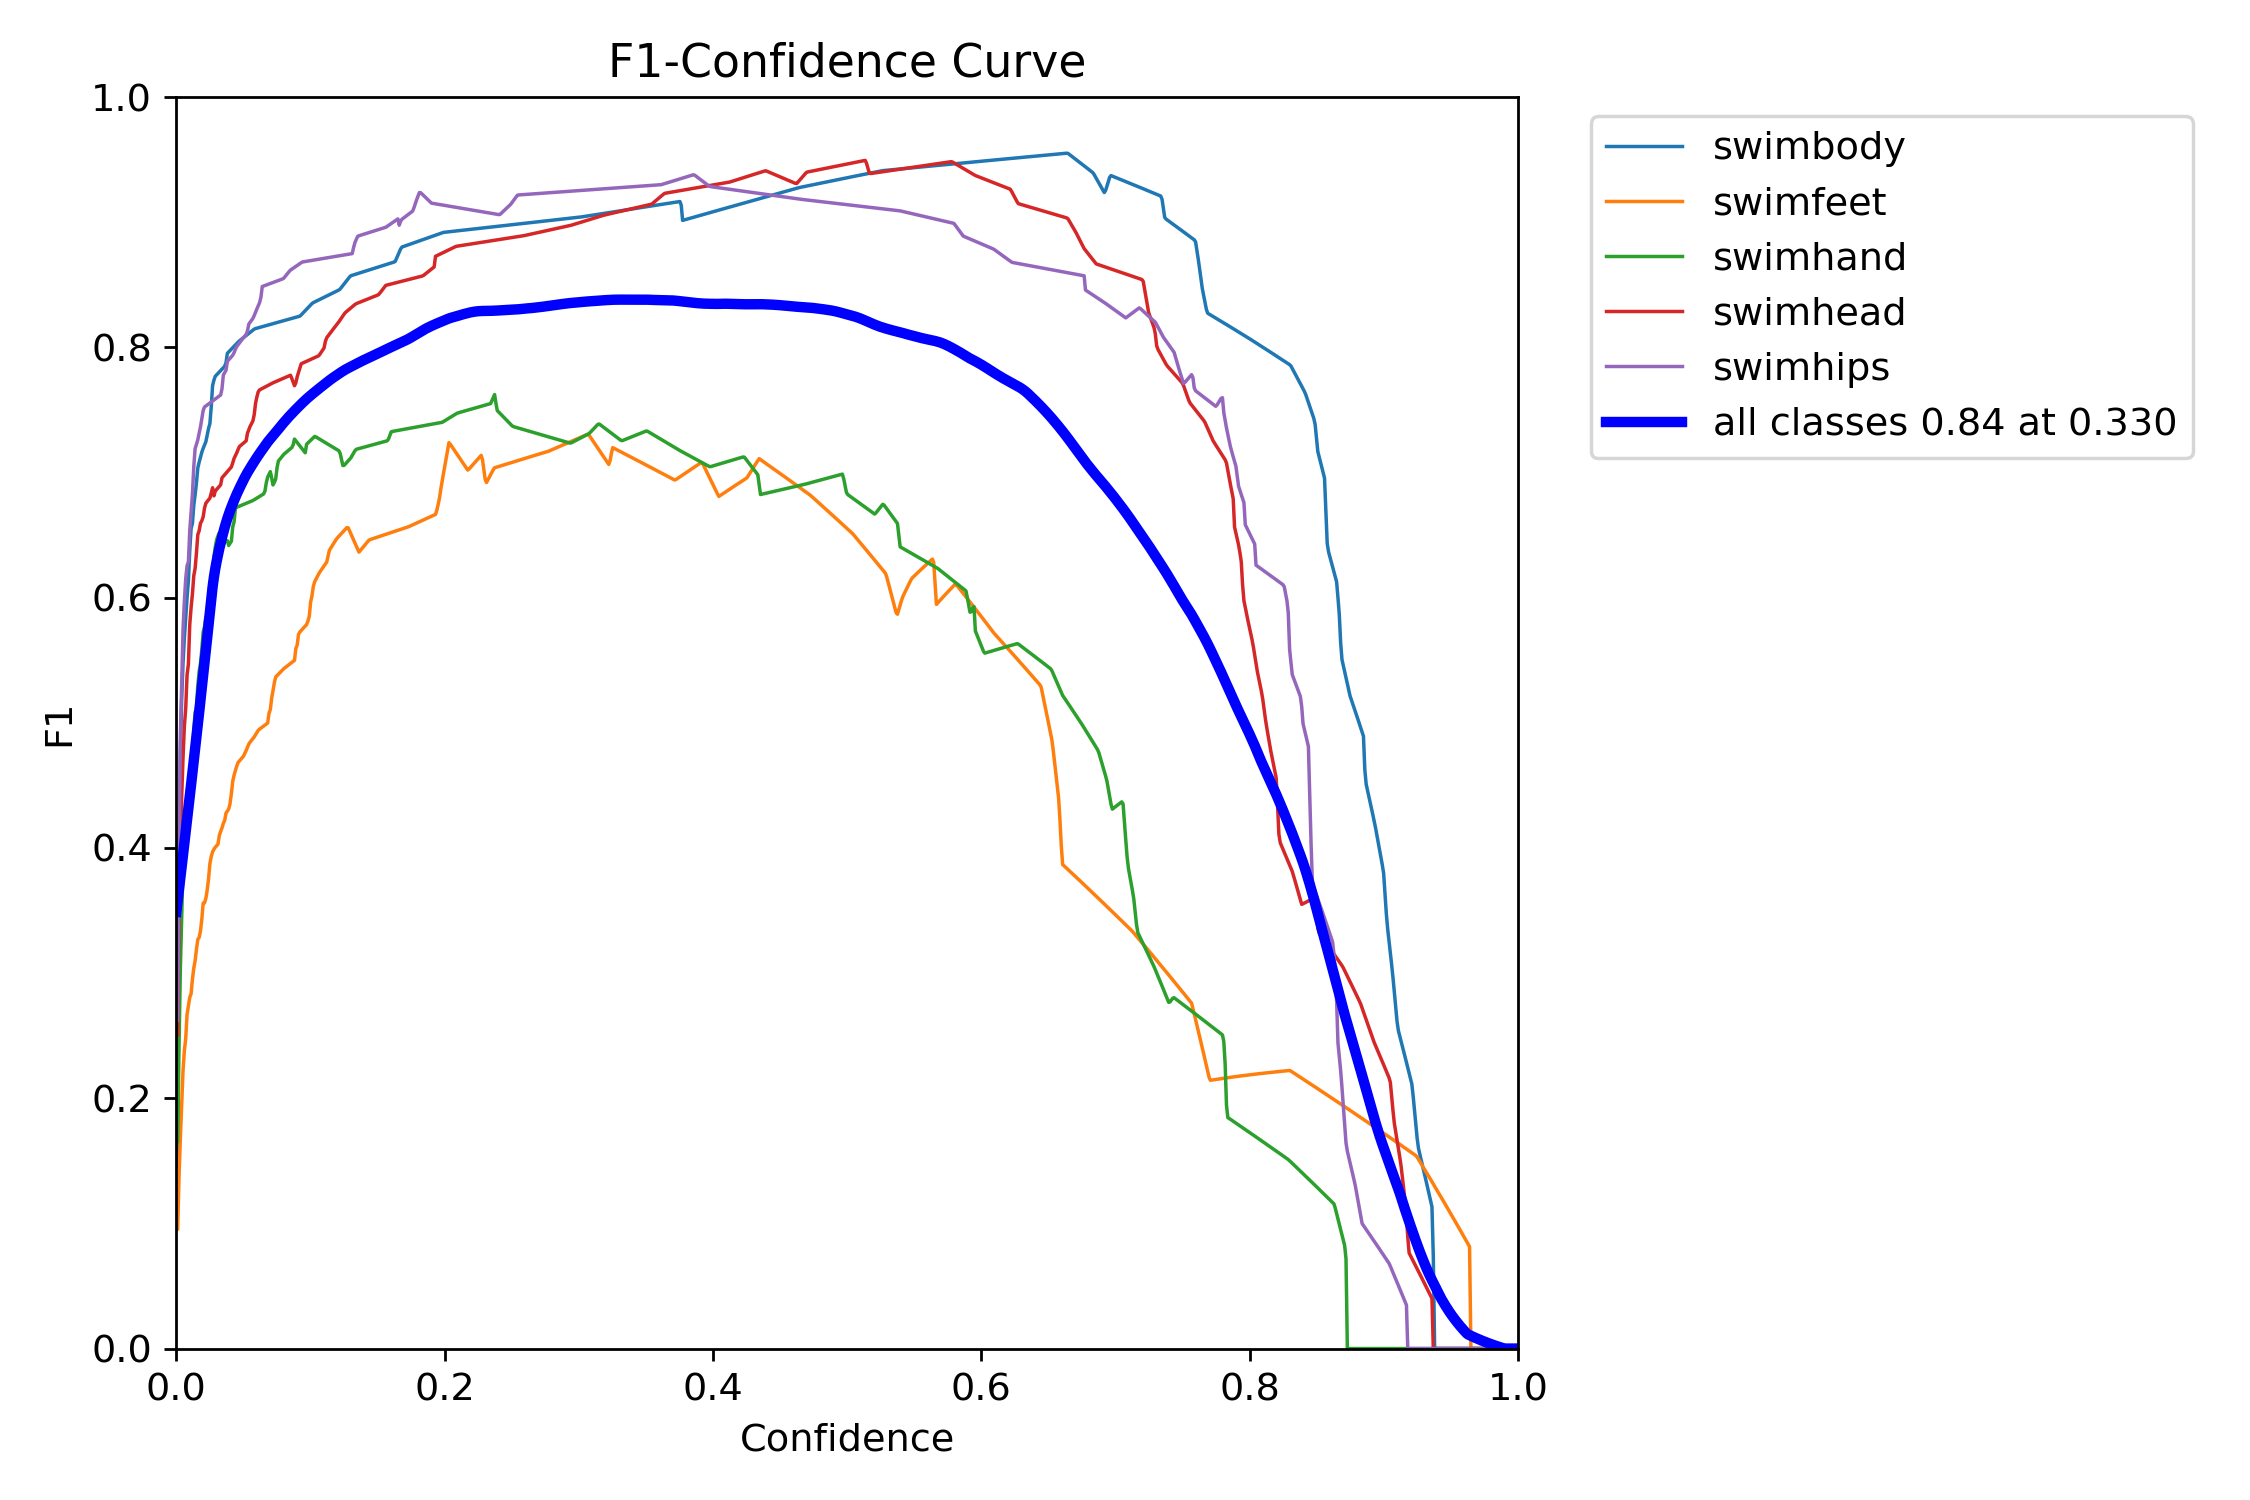 F1-Confidence Curve
1.0
0.8
0.6
0.4
0.2
0.0
F1
0.0 0.2 0.4 0.6 0.8 1.0
Confidence
swimbody
swimfeet
swimhand
swimhead
swimhips
all classes 0.84 at 0.330